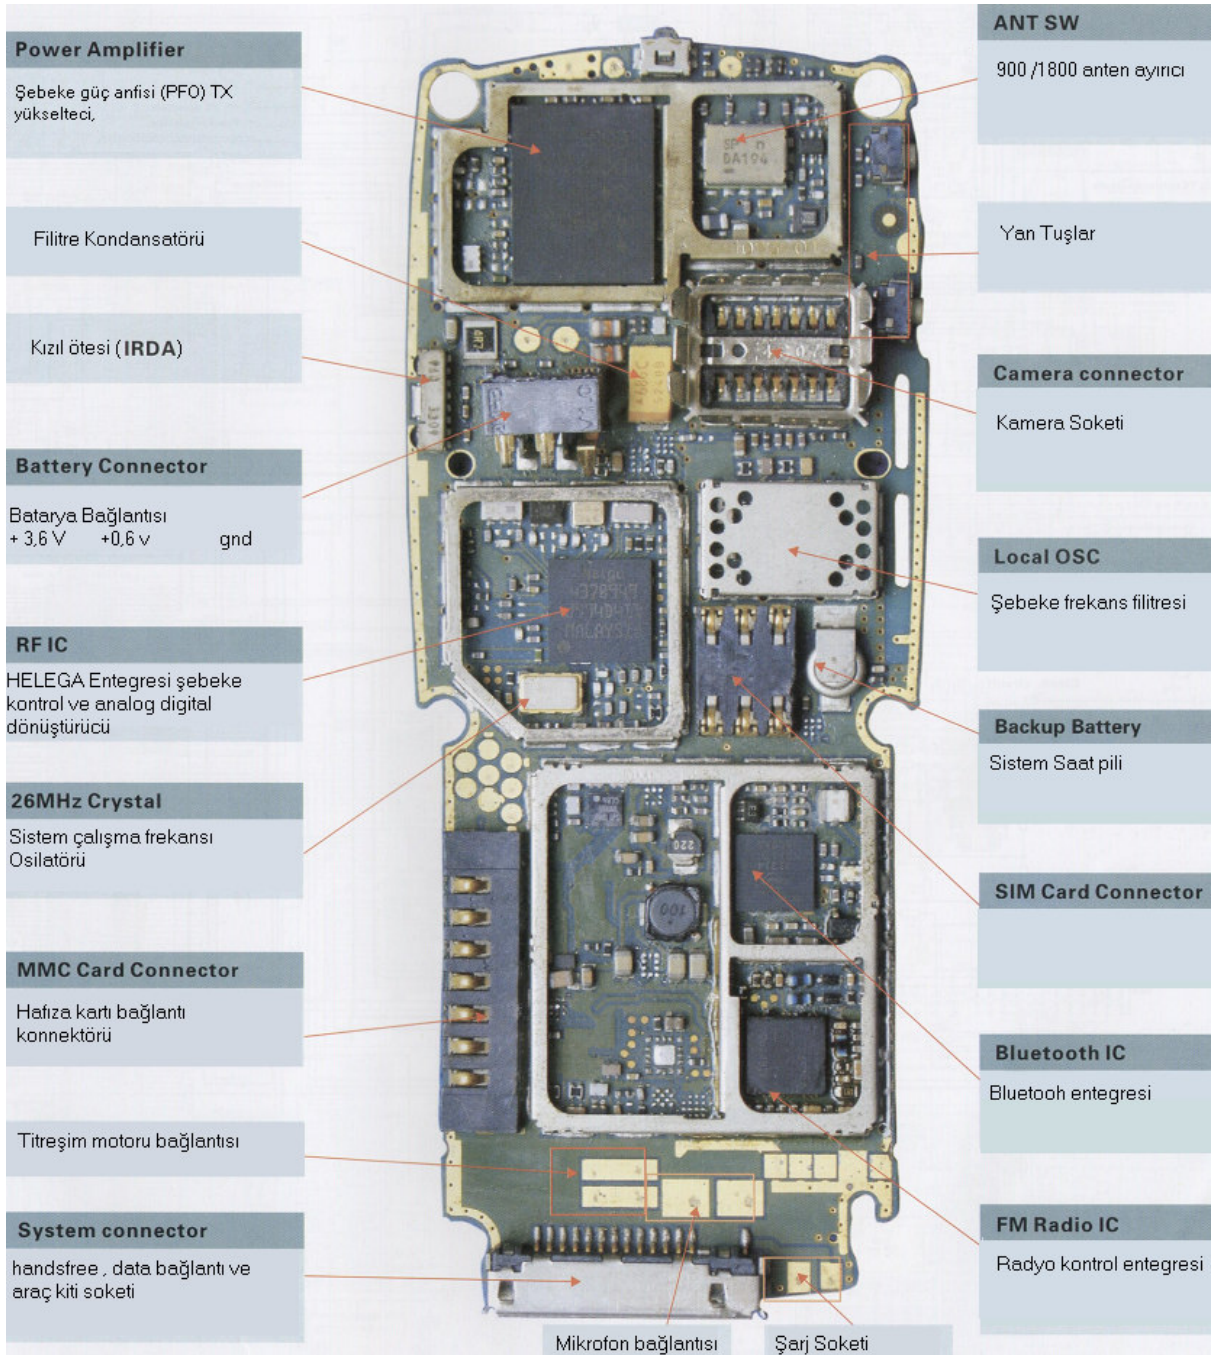 Power Amplifier
Şebeke güç anfisi (PFO) TX
yükselteci,
Filitre Kondansatörü
Kızıl ötesi (IRDA)
Battery Connector
Batarya Bağlantısı
+ 3,6 V +0,6 v gnd
RF IC
HELEGA Entegresi şebeke
kontrol ve analog digital
dönüştürücü
26MHz Crystal
Sistem çalışma frekansı
Osilatörü
MMC Card Connector
Hafıza kartı bağlantı
konnektörü
Titreşim motoru bağlantısı
System connector
handsfree , data bağlantı ve
araç kiti soketi
ANT SW
900 /1800 anten ayırıcı
Yan Tuşlar
Camera connector
Kamera Soketi
Local OSC
Şebeke frekans filitresi
Backup Battery
Sistem Saat pili
SIM Card Connector
Bluetooth IC
Bluetooh entegresi
FM Radio IC
Radyo kontrol entegresi
Mikrofon bağlantısı
Şarj Soketi
SP
DA194
220
100